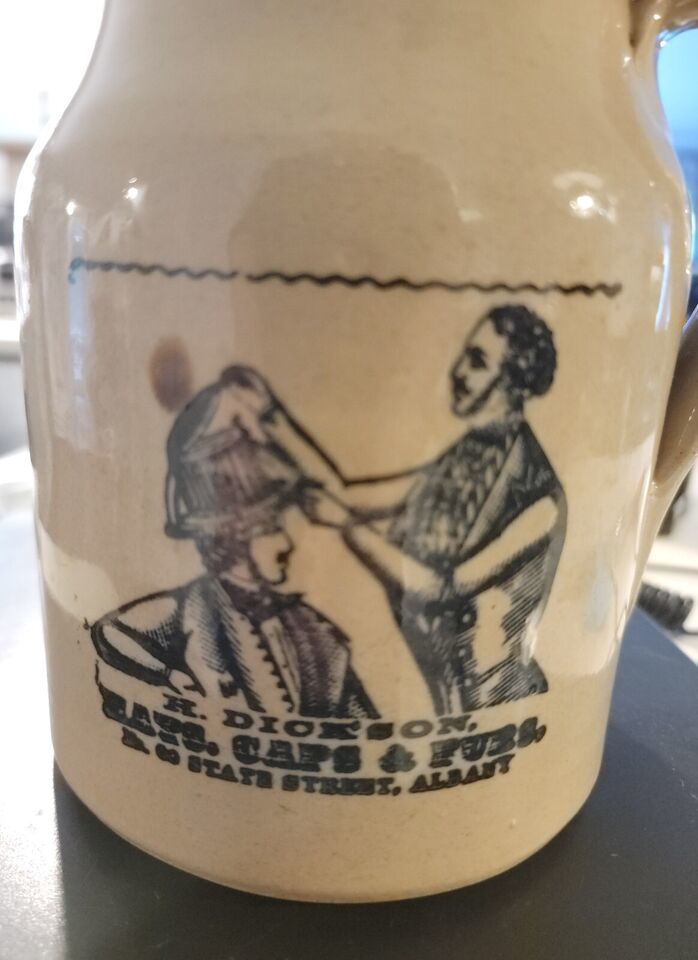 H. DICKSON,
HATS, CAPS & FURS,
STATE STREET, ALBANY